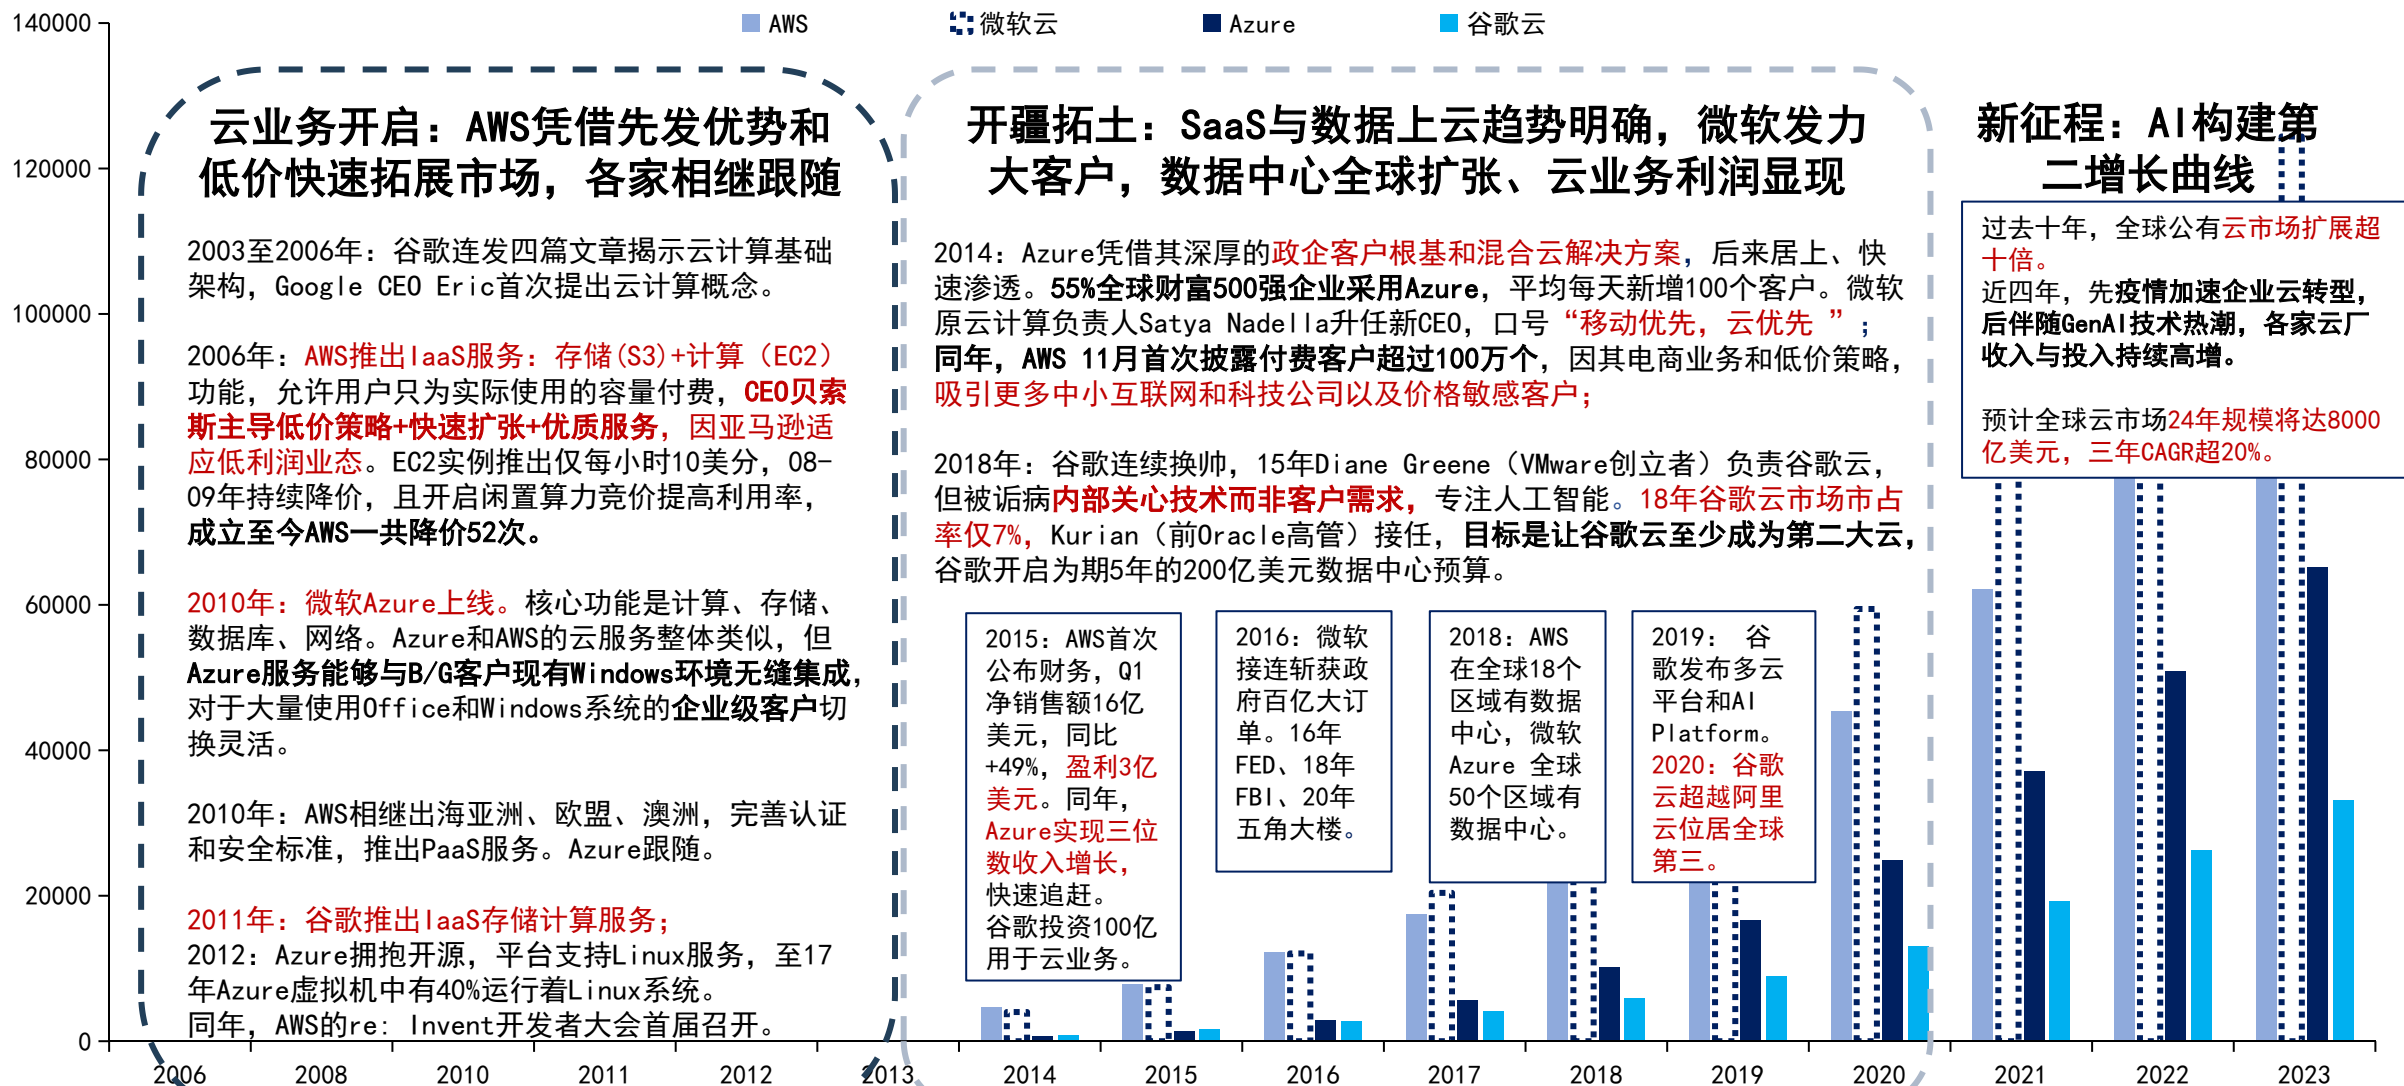 AWS
微软云
Azure
谷歌云
140000
120000
100000
80000
60000
40000
20000
0
云业务开启：AWS凭借先发优势和
低价快速拓展市场，各家相继跟随
2003至2006年：谷歌连发四篇文章揭示云计算基础
架构，Google CEO Eric首次提出云计算概念。
2006年：AWS推出IaaS服务：存储(S3)+计算（EC2）
功能，允许用户只为实际使用的容量付费，CEO贝索
斯主导低价策略+快速扩张+优质服务，因亚马逊适
应低利润业态。EC2实例推出仅每小时10美分，08-
09年持续降价，且开启闲置算力竞价提高利用率，
成立至今AWS一共降价52次。
2010年：微软Azure上线。核心功能是计算、存储、
数据库、网络。Azure和AWS的云服务整体类似，但
Azure服务能够与B/G客户现有Windows环境无缝集成，
对于大量使用Office和Windows系统的企业级客户切
换灵活。
2010年：AWS相继出海亚洲、欧盟、澳洲，完善认证
和安全标准，推出PaaS服务。Azure跟随。
2011年：谷歌推出IaaS存储计算服务；
2012：Azure拥抱开源，平台支持Linux服务，至17
年Azure虚拟机中有40%运行着Linux系统。
同年，AWS的re: Invent开发者大会首届召开。
开疆拓土：SaaS与数据上云趋势明确，微软发力
大客户，数据中心全球扩张、云业务利润显现
2014：Azure凭借其深厚的政企客户根基和混合云解决方案，后来居上、快
速渗透。55%全球财富500强企业采用Azure，平均每天新增100个客户。微软
原云计算负责人Satya Nadella升任新CEO，口号“移动优先，云优先 ”；
同年，AWS 11月首次披露付费客户超过100万个，因其电商业务和低价策略，
吸引更多中小互联网和科技公司以及价格敏感客户；
2018年：谷歌连续换帅，15年Diane Greene（VMware创立者）负责谷歌云，
但被诟病内部关心技术而非客户需求，专注人工智能。18年谷歌云市场市占
率仅7%，Kurian（前Oracle高管）接任，目标是让谷歌云至少成为第二大云，
谷歌开启为期5年的200亿美元数据中心预算。
2015：AWS首次
公布财务，Q1
净销售额16亿
美元，同比
+49%，盈利3亿
美元。同年，
Azure实现三位
数收入增长，
快速追赶。
谷歌投资100亿
用于云业务。
2016：微软
接连斩获政
府百亿大订
单。16年
FED、18年
FBI、20年
五角大楼。
2018：AWS
在全球18个
区域有数据
中心，微软
Azure 全球
50个区域有
数据中心。
2019： 谷
歌发布多云
平台和AI
Platform。
2020：谷歌
云超越阿里
云位居全球
第三。
新征程：AI构建第
二增长曲线
过去十年，全球公有云市场扩展超
十倍。
近四年，先疫情加速企业云转型，
后伴随GenAI技术热潮，各家云厂
收入与投入持续高增。
预计全球云市场24年规模将达8000
亿美元，三年CAGR超20%。
2006
2008
2010
2011
2012
2013
2014
2015
2016
2017
2018
2019
2020
2021
2022
2023